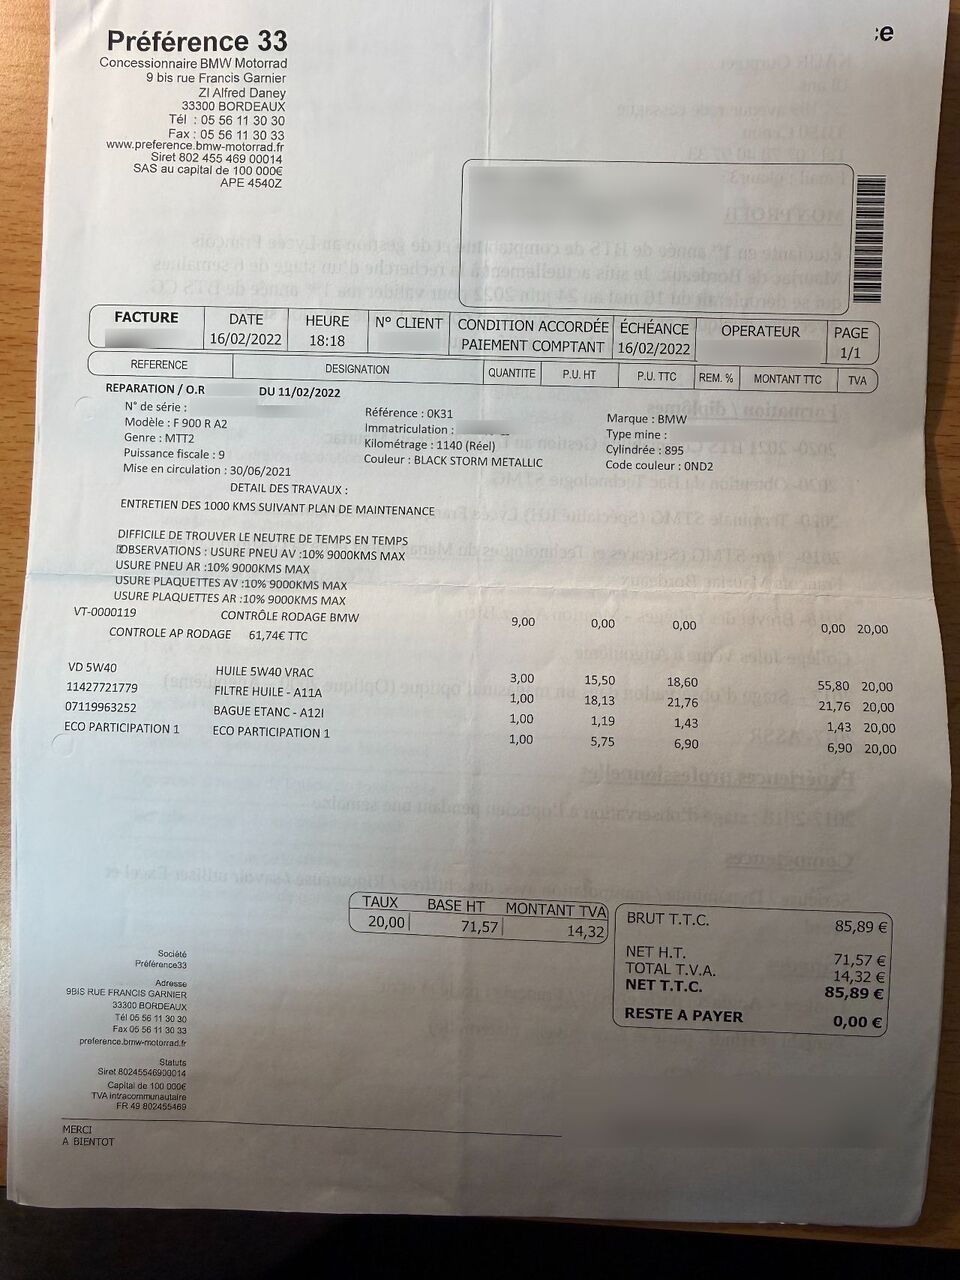 Préférence 33
Concessionnaire BMW Motorrad
9 bis rue Francis Garnier
ZI Alfred Daney
33300 BORDEAUX
Tél : 05 56 11 30 30
Fax : 05 56 11 30 33
www.preference.bmw-motorrad.fr
Siret 802 455 469 00014
SAS au capital de 100 000€
APE 4540Z
FACTURE DATE HEURE N° CLIENT CONDITION ACCORDÉE ÉCHÉANCE OPERATEUR PAGE
16/02/2022 18:18 PAIEMENT COMPTANT 16/02/2022 1/1
REFERENCE DESIGNATION QUANTITE P.U. HT P.U. TTC REM. % MONTANT TTC TVA
REPARATION / O.R DU 11/02/2022
N° de série : Référence : 0K31 Marque : BMW
Modèle : F 900 R A2 Immatriculation : Type mine :
Genre : MTT2 Kilométrage : 1140 (Réel) Cylindrée : 895
Puissance fiscale : 9 Couleur : BLACK STORM METALLIC Code couleur : 0ND2
Mise en circulation : 30/06/2021
DETAIL DES TRAVAUX :
ENTRETIEN DES 1000 KMS SUIVANT PLAN DE MAINTENANCE
DIFFICILE DE TROUVER LE NEUTRE DE TEMPS EN TEMPS
OBSERVATIONS : USURE PNEU AV :10% 9000KMS MAX
USURE PNEU AR :10% 9000KMS MAX
USURE PLAQUETTES AV :10% 9000KMS MAX
USURE PLAQUETTES AR :10% 9000KMS MAX
VT-0000119 CONTRÔLE RODAGE BMW 9,00 0,00 0,00 0,00 20,00
CONTROLE AP RODAGE 61,74€ TTC
VD 5W40 HUILE 5W40 VRAC 3,00 15,50 18,60 55,80 20,00
11427721779 FILTRE HUILE - A11A 1,00 18,13 21,76 21,76 20,00
07119963252 BAGUE ETANC - A12I 1,00 1,19 1,43 1,43 20,00
ECO PARTICIPATION 1 ECO PARTICIPATION 1 1,00 5,75 6,90 6,90 20,00
TAUX BASE HT MONTANT TVA
20,00 71,57 14,32
BRUT T.T.C. 85,89 €
NET H.T. 71,57 €
TOTAL T.V.A. 14,32 €
NET T.T.C. 85,89 €
RESTE A PAYER 0,00 €
Société
Préférence33
Adresse
9BIS RUE FRANCIS GARNIER
33300 BORDEAUX
Tél 05 56 11 30 30
Fax 05 56 11 30 33
preference.bmw-motorrad.fr
Statuts
Siret 80245546900014
Capital de 100 000€
TVA intracommunautaire
FR 49 802455469
MERCI
A BIENTOT